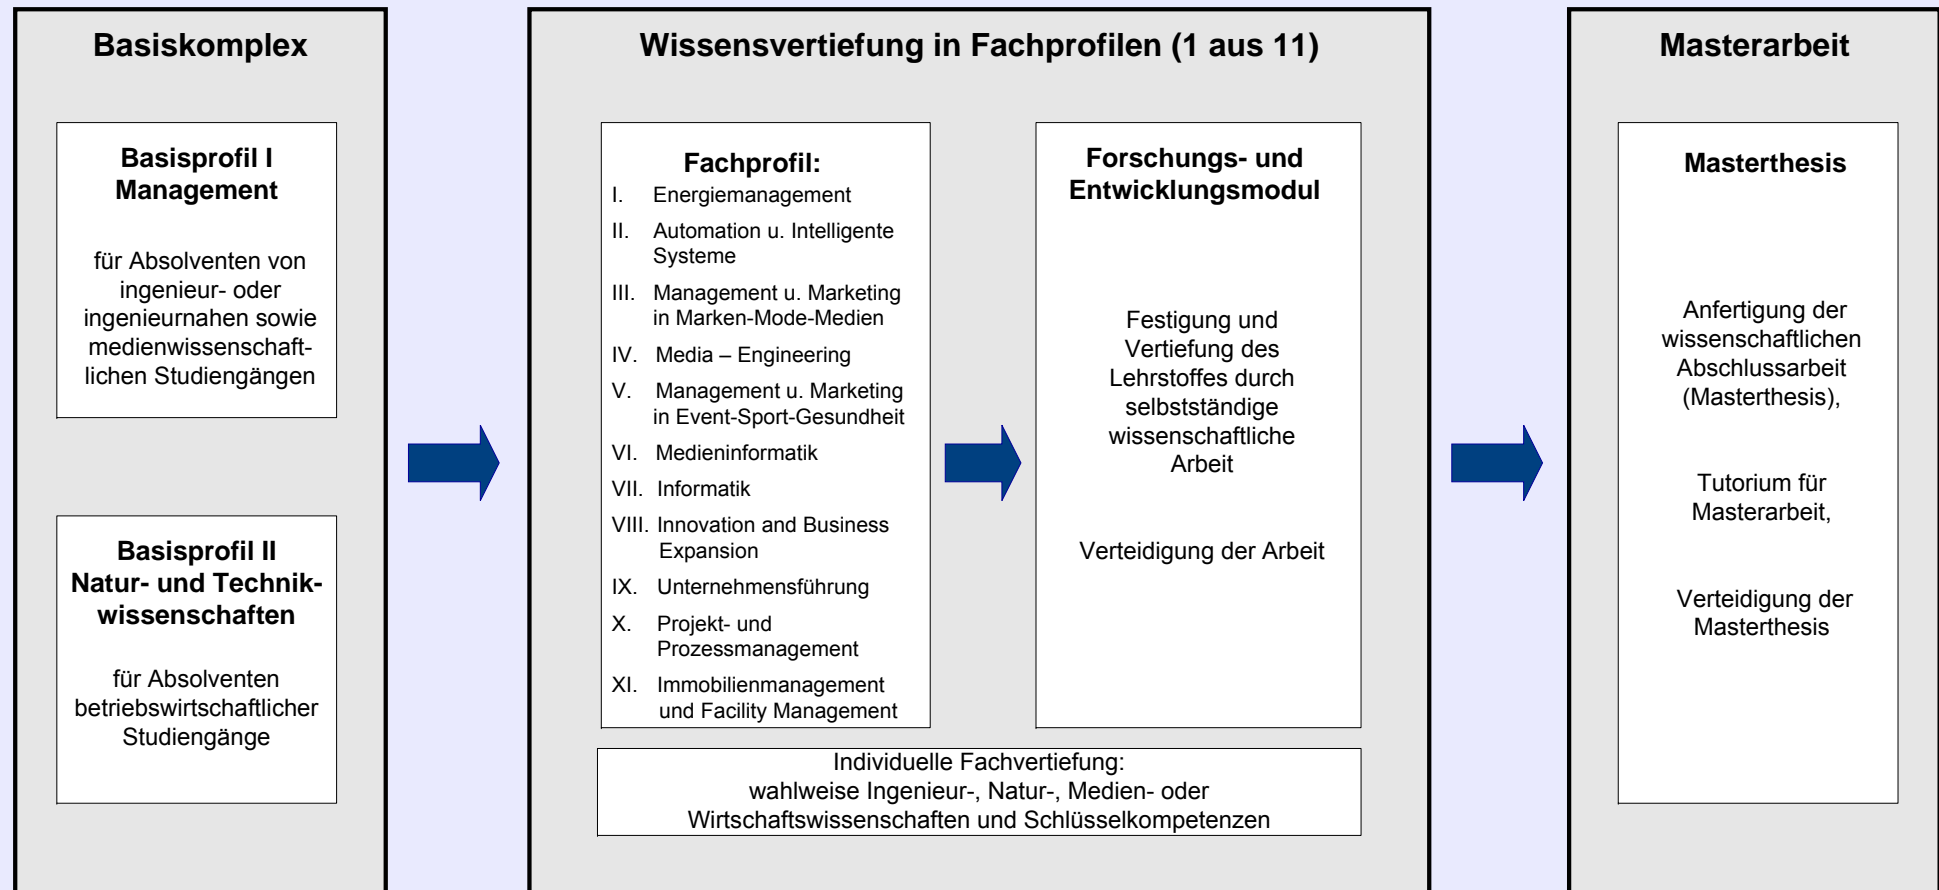 Basiskomplex
Basisprofil I
Management
für Absolventen von
ingenieur- oder
ingenieurnahen sowie
medienwissenschaft-
lichen Studiengängen
Basisprofil II
Natur- und Technik-
wissenschaften
für Absolventen
betriebswirtschaftlicher
Studiengänge
Wissensvertiefung in Fachprofilen (1 aus 11)
Fachprofil:
I. Energiemanagement
II. Automation u. Intelligente
Systeme
III. Management u. Marketing
in Marken-Mode-Medien
IV. Media – Engineering
V. Management u. Marketing
in Event-Sport-Gesundheit
VI. Medieninformatik
VII. Informatik
VIII. Innovation and Business
Expansion
IX. Unternehmensführung
X. Projekt- und
Prozessmanagement
XI. Immobilienmanagement
und Facility Management
Forschungs- und
Entwicklungsmodul
Festigung und
Vertiefung des
Lehrstoffes durch
selbstständige
wissenschaftliche
Arbeit
Verteidigung der Arbeit
Individuelle Fachvertiefung:
wahlweise Ingenieur-, Natur-, Medien- oder
Wirtschaftswissenschaften und Schlüsselkompetenzen
Masterarbeit
Masterthesis
Anfertigung der
wissenschaftlichen
Abschlussarbeit
(Masterthesis),
Tutorium für
Masterarbeit,
Verteidigung der
Masterthesis